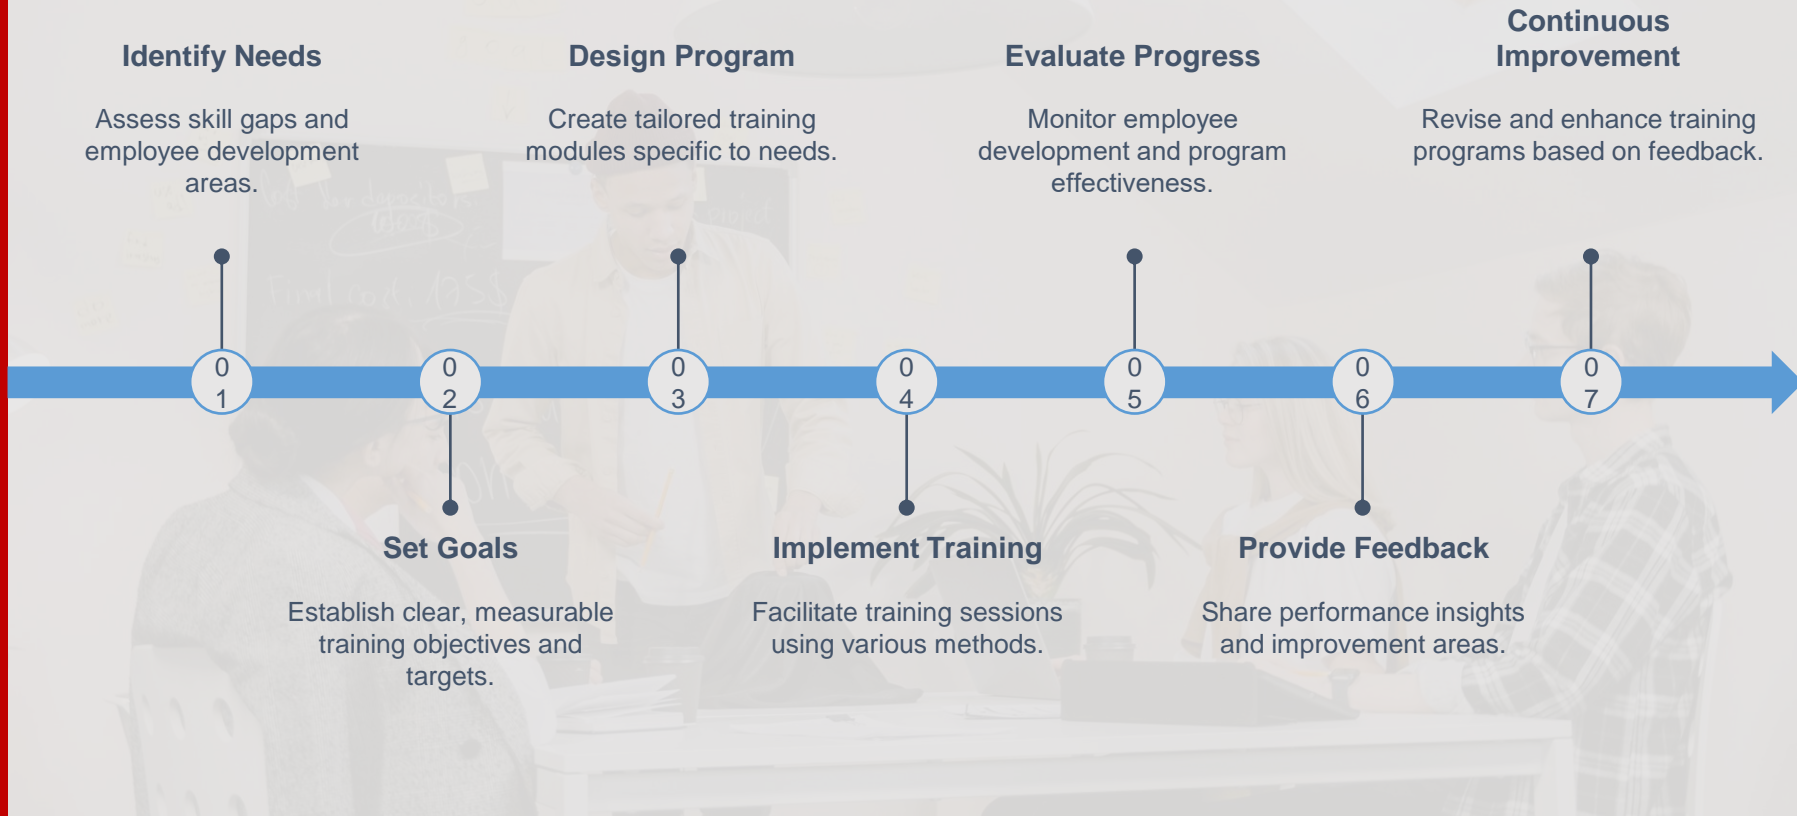 Identify Needs
Assess skill gaps and
employee development
areas.
Design Program
Create tailored training
modules specific to needs.
Evaluate Progress
Monitor employee
development and program
effectiveness.
Continuous
Improvement
Revise and enhance training
programs based on feedback.
0
1
0
2
0
3
0
4
0
5
0
6
0
7
Set Goals
Establish clear, measurable
training objectives and
targets.
Implement Training
Facilitate training sessions
using various methods.
Provide Feedback
Share performance insights
and improvement areas.